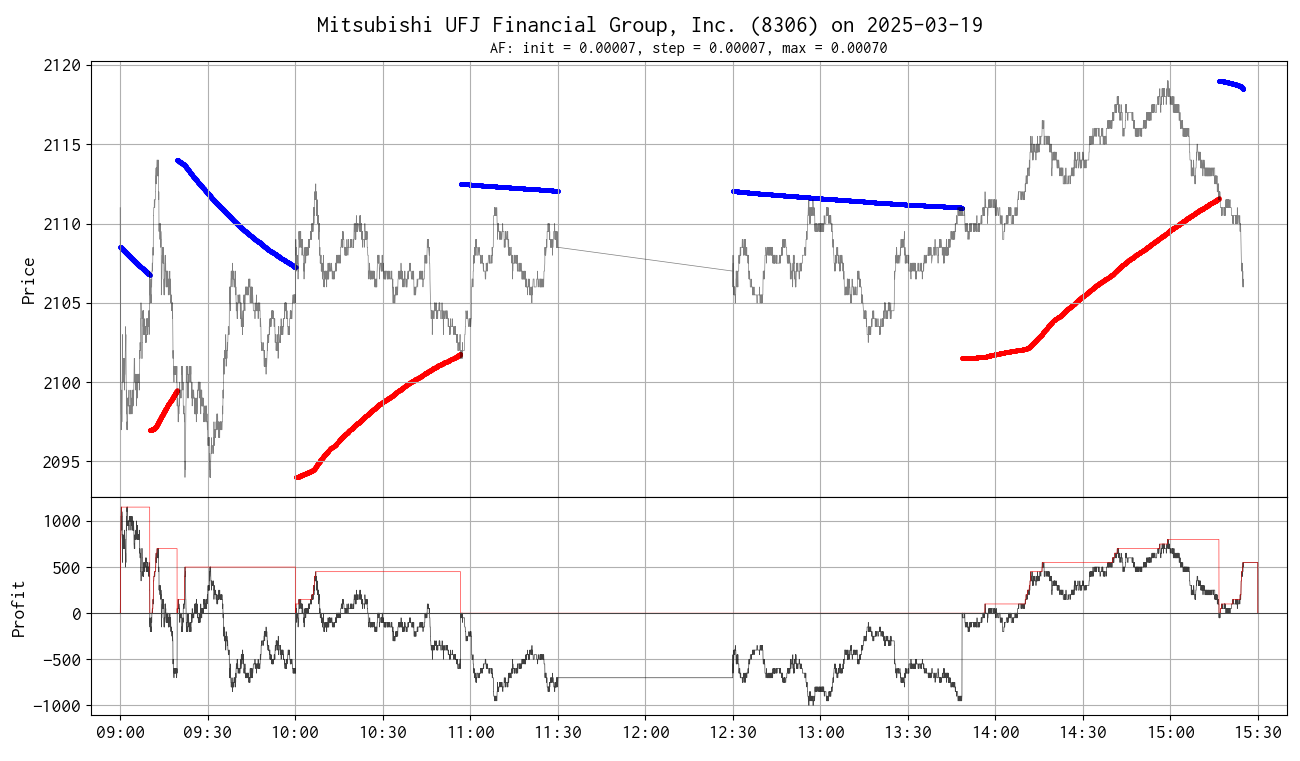 Mitsubishi UFJ Financial Group, Inc. (8306) on 2025-03-19
AF: init = 0.00007, step = 0.00007, max = 0.00070
Price
2120
2115
2110
2105
2100
2095
Profit
1000
500
0
−500
−1000
09:00 09:30 10:00 10:30 11:00 11:30 12:00 12:30 13:00 13:30 14:00 14:30 15:00 15:30